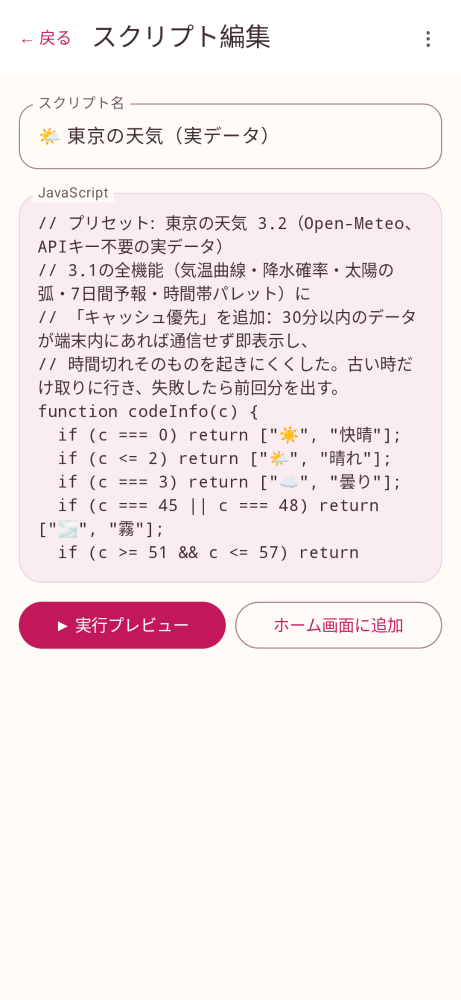 ← 戻る スクリプト編集
スクリプト名
🌤️ 東京の天気（実データ）
JavaScript
// プリセット: 東京の天気 3.2（Open-Meteo、
APIキー不要の実データ）
// 3.1の全機能（気温曲線・降水確率・太陽の
弧・7日間予報・時間帯パレット）に
// 「キャッシュ優先」を追加: 30分以内のデータ
が端末内にあれば通信せず即表示し、
// 時間切れそのものを起きにくくした。古い時だ
け取りに行き、失敗したら前回分を出す。
function codeInfo(c) {
  if (c === 0) return ["☀️", "快晴"];
  if (c <= 2) return ["🌤️", "晴れ"];
  if (c === 3) return ["☁️", "曇り"];
  if (c === 45 || c === 48) return
["🌫️", "霧"];
  if (c >= 51 && c <= 57) return
▶ 実行プレビュー
ホーム画面に追加